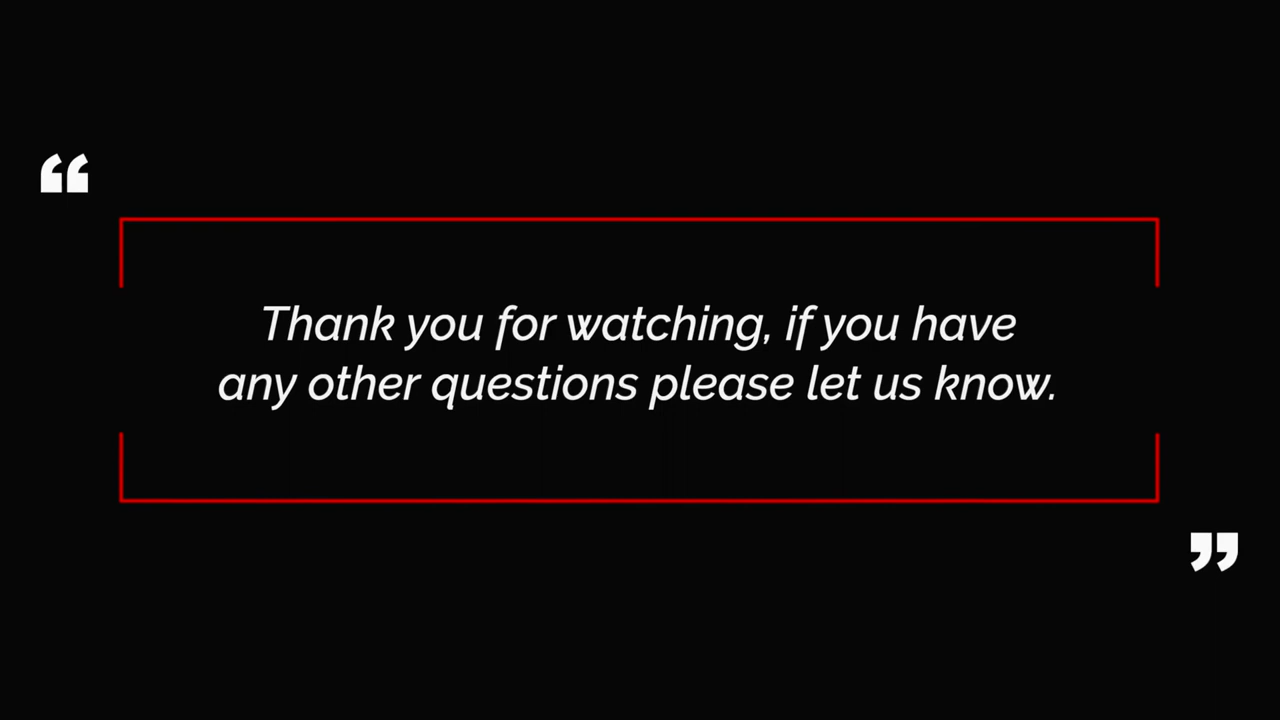 “
Thank you for watching, if you have
any other questions please let us know.
”